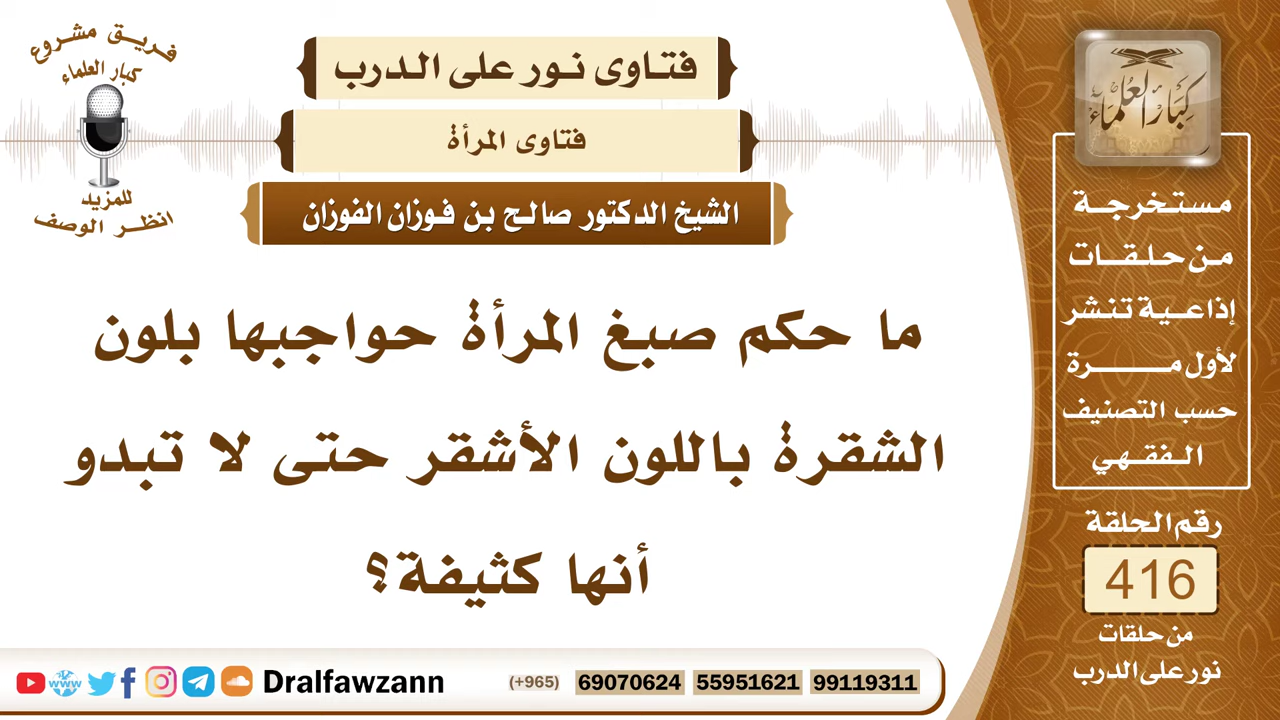 فريق مشروع
كبار العلماء
للمزيد
انظر الوصف
فتاوى نور على الدرب
فتاوى المرأة
الشيخ الدكتور صالح بن فوزان الفوزان
ما حكم صبغ المرأة حواجبها بلون
الشقرة باللون الأشقر حتى لا تبدو
أنها كثيفة؟
كبار العلماء
مستخرجة
من حلقات
إذاعية تنشر
لأول مرة
حسب التصنيف
الفقهي
رقم الحلقة
416
من حلقات
نور على الدرب
www Dralfawzann (+965) 69070624 55951621 99119311